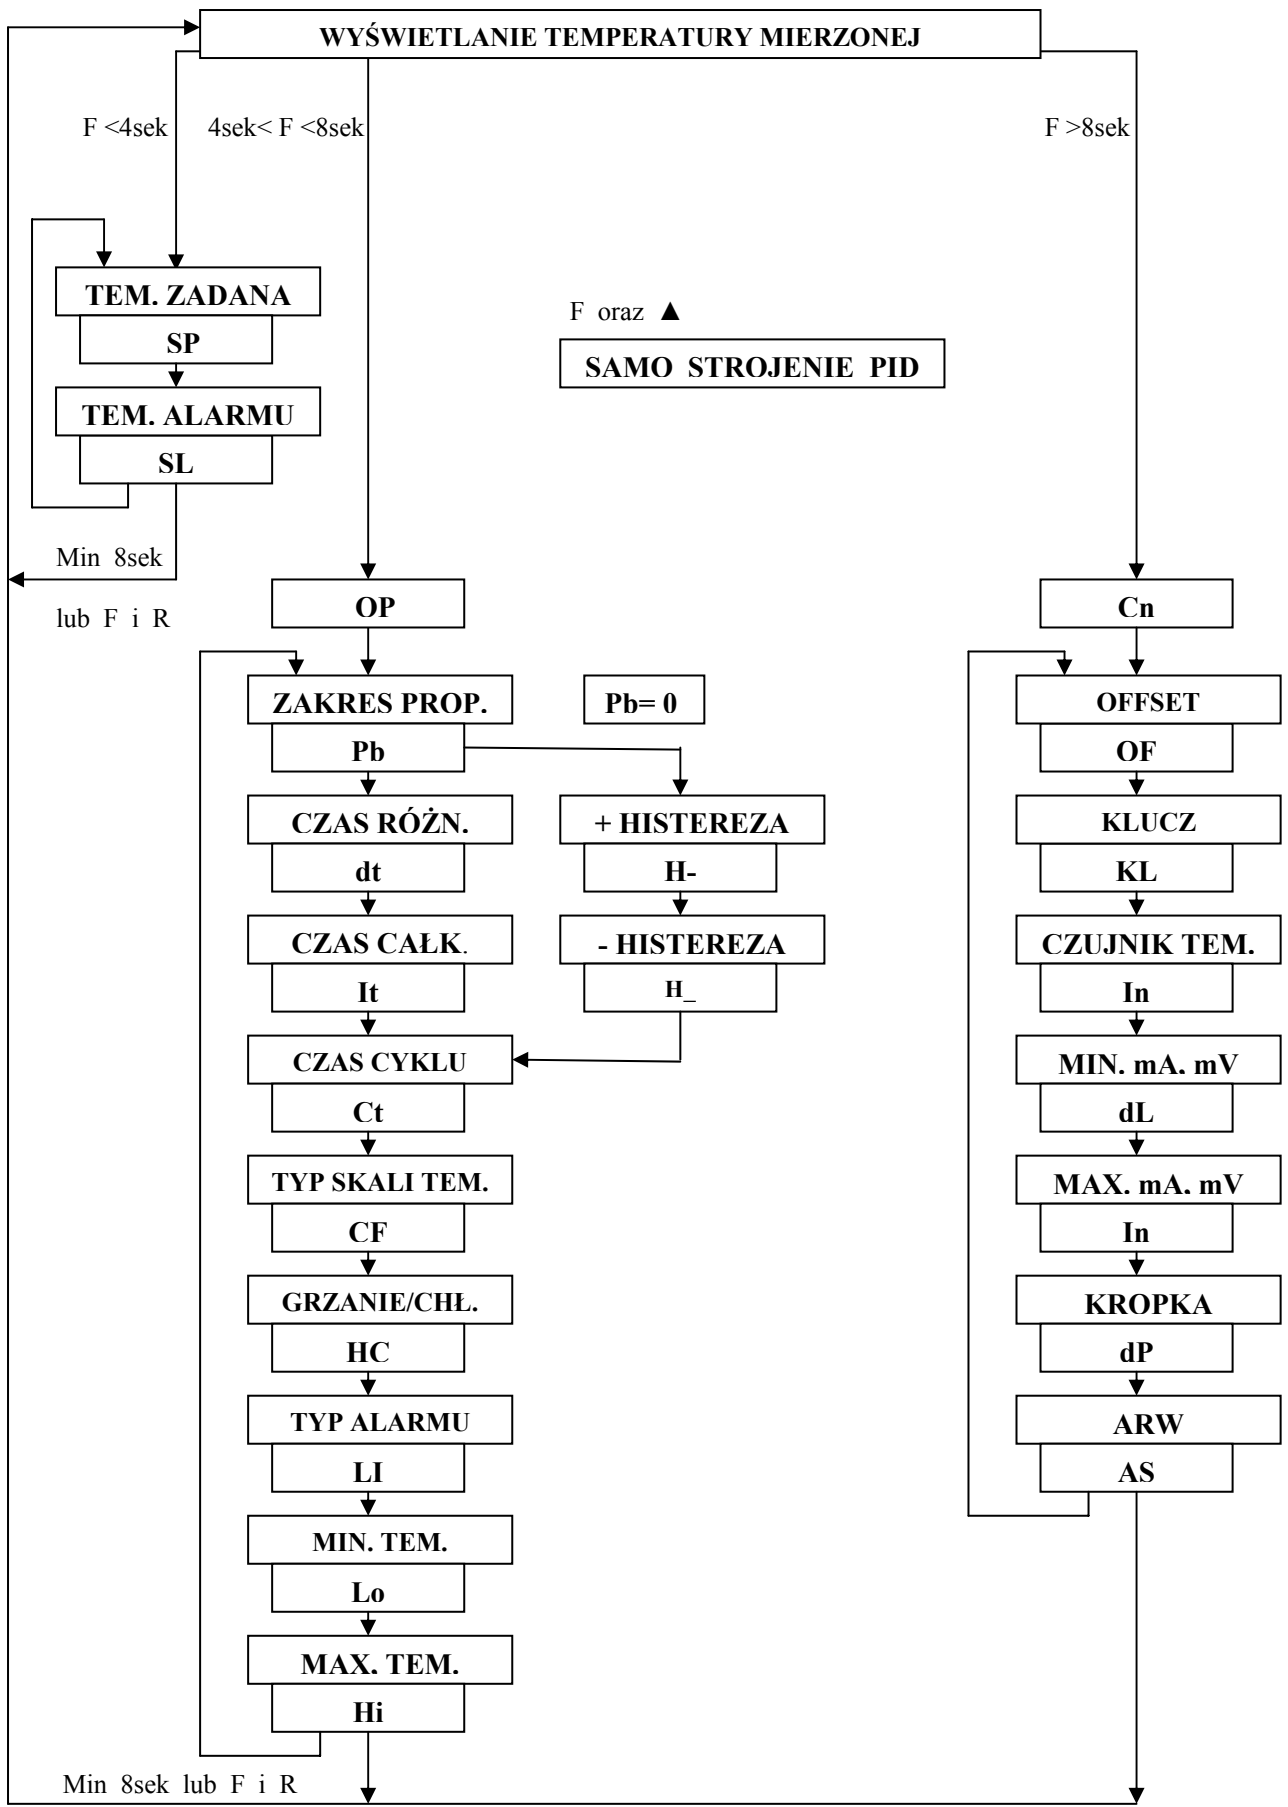 WYŚWIETLANIE TEMPERATURY MIERZONEJ
F <4sek
4sek< F <8sek
F >8sek
TEM. ZADANA
SP
TEM. ALARMU
SL
Min 8sek
lub F i R
F oraz ▲
SAMO STROJENIE PID
OP
ZAKRES PROP.
Pb
CZAS RÓŻN.
dt
CZAS CAŁK.
It
CZAS CYKLU
Ct
TYP SKALI TEM.
CF
GRZANIE/CHŁ.
HC
TYP ALARMU
LI
MIN. TEM.
Lo
MAX. TEM.
Hi
Pb= 0
+ HISTEREZA
H-
- HISTEREZA
H_
Cn
OFFSET
OF
KLUCZ
KL
CZUJNIK TEM.
In
MIN. mA. mV
dL
MAX. mA. mV
In
KROPKA
dP
ARW
AS
Min 8sek lub F i R